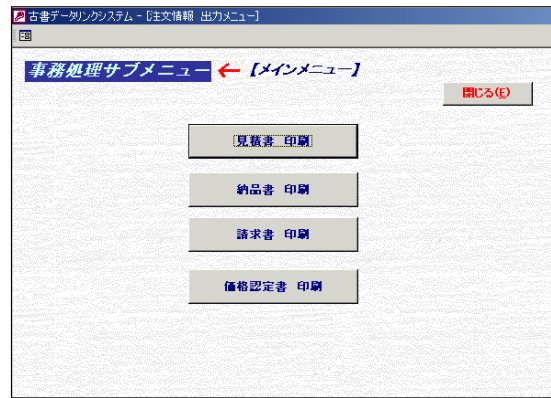 古書データリンクシステム - [注文情報 出力メニュー]
事務処理サブメニュー ← 【メインメニュー】
閉じる(E)
見積書 印刷
納品書 印刷
請求書 印刷
価格認定書 印刷